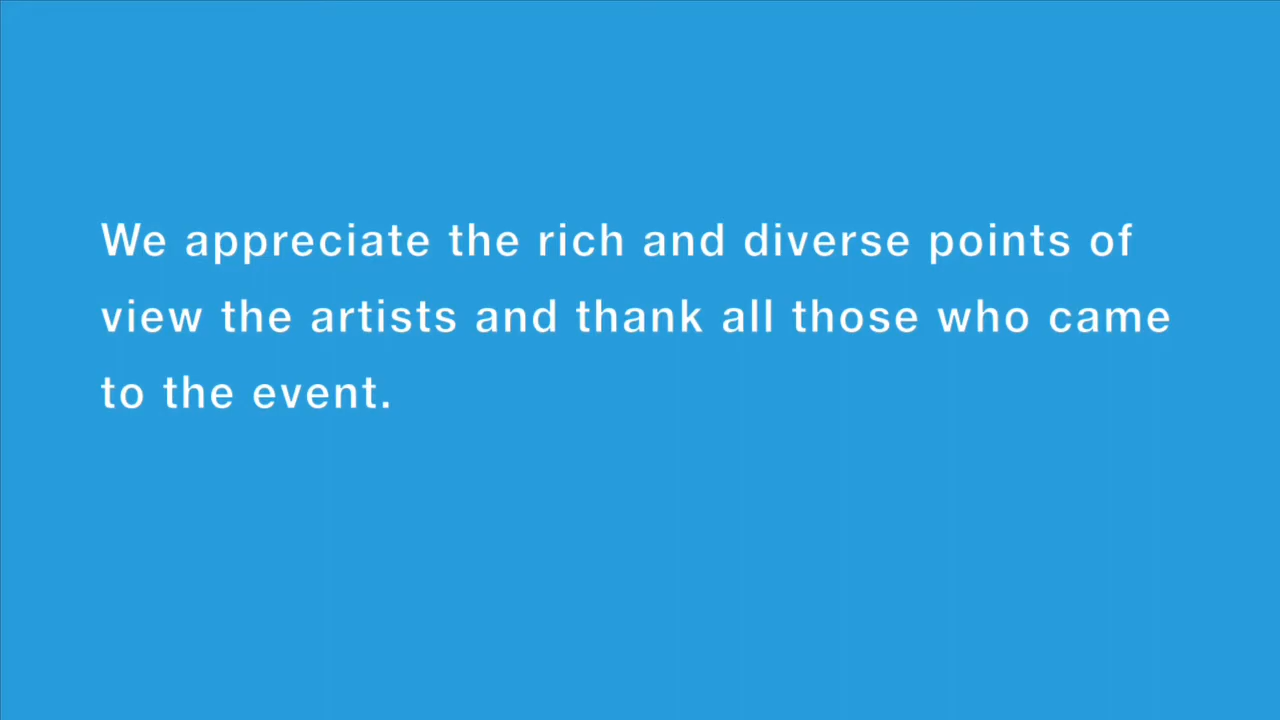 We appreciate the rich and diverse points of
view the artists and thank all those who came
to the event.